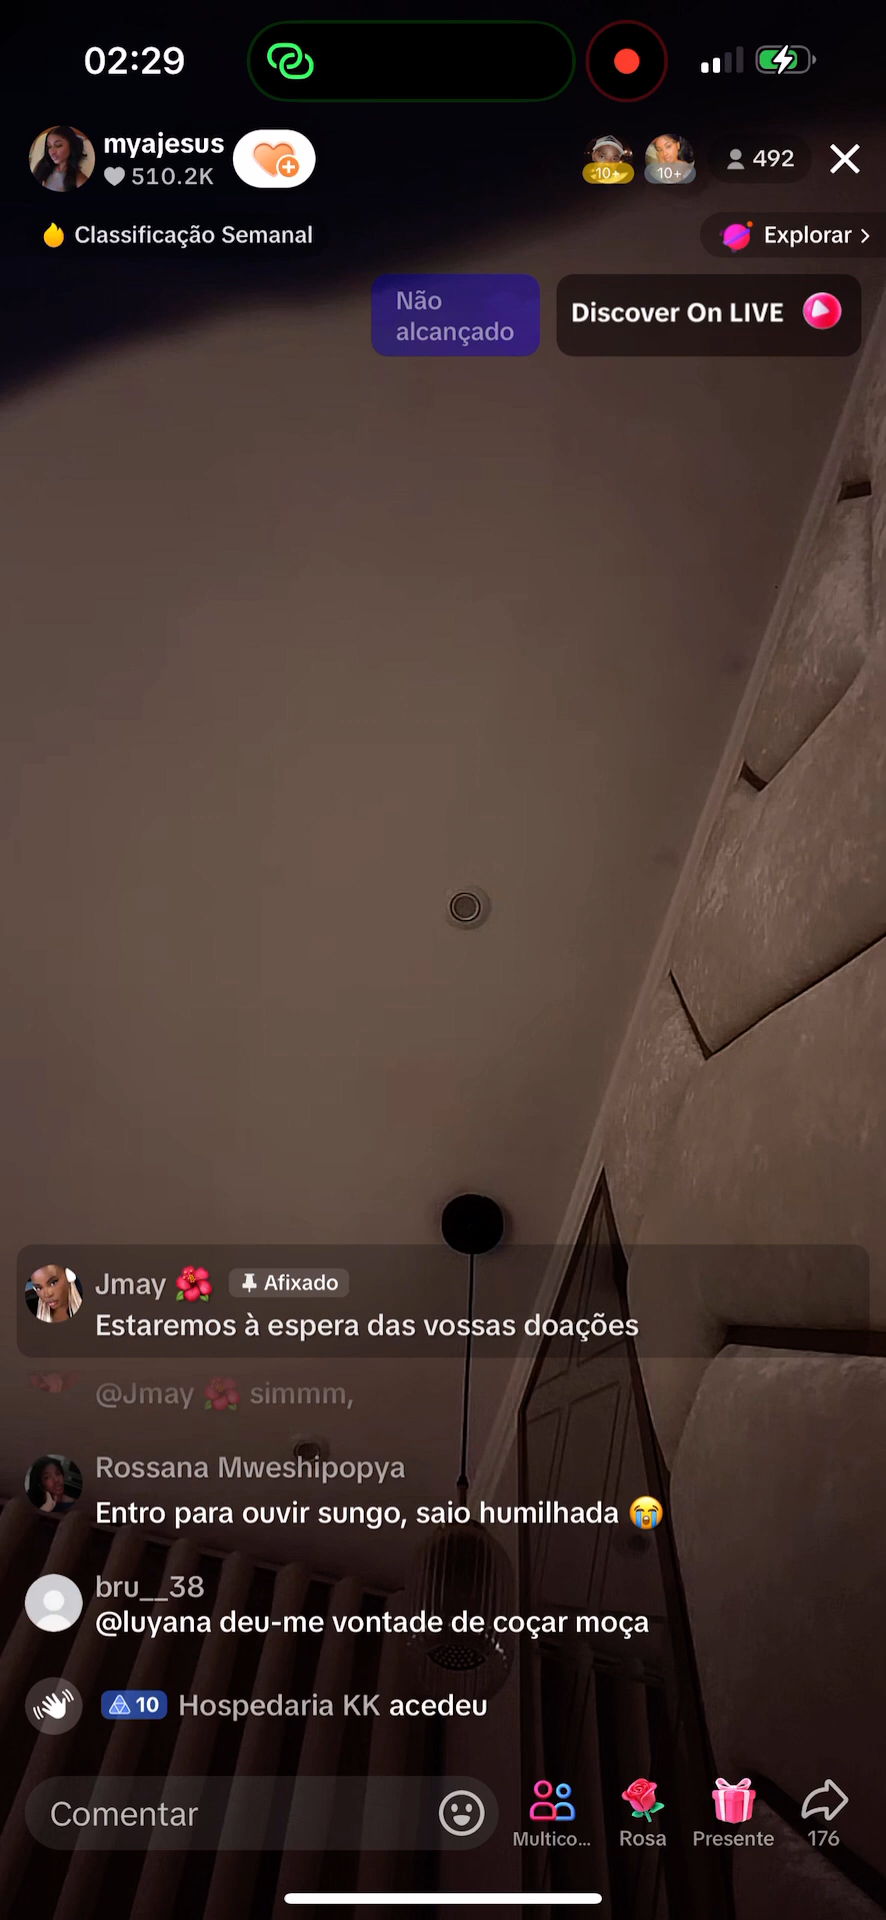 02:29
myajesus
510.2K
10+
10+
492
Classificação Semanal
Explorar
Não
alcançado
Discover On LIVE
Jmay 🌺 Afixado
Estaremos à espera das vossas doações
@Jmay 🌺 simmm,
Rossana Mweshipopya
Entro para ouvir sungo, saio humilhada 😭
bru__38
@luyana deu-me vontade de coçar moça
10 Hospedaria KK acedeu
Comentar
Multico...
Rosa
Presente
176